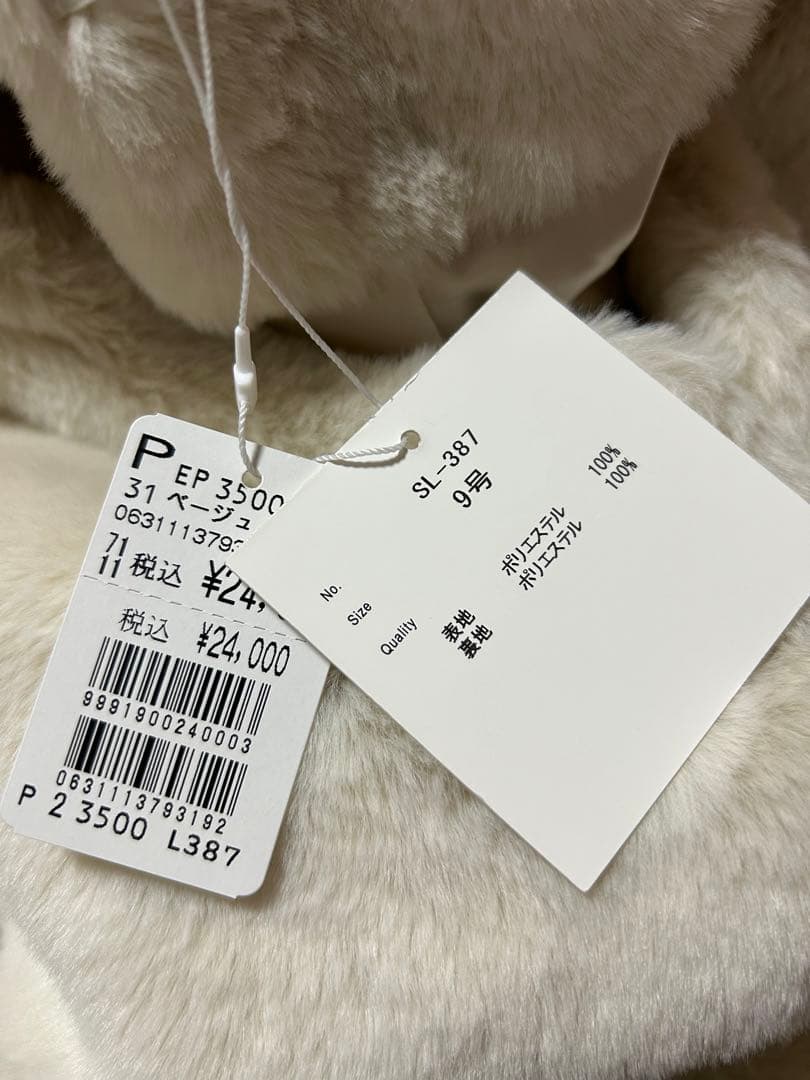 P EP 3500
31 ベージュ
0631113793
71
11 税込 ¥24,
税込 ¥24,000
9991900240003
0631113793192
P 2 3500 L387
No. SL-387
Size 9号
Quality 表地 ポリエステル 100%
裏地 ポリエステル 100%